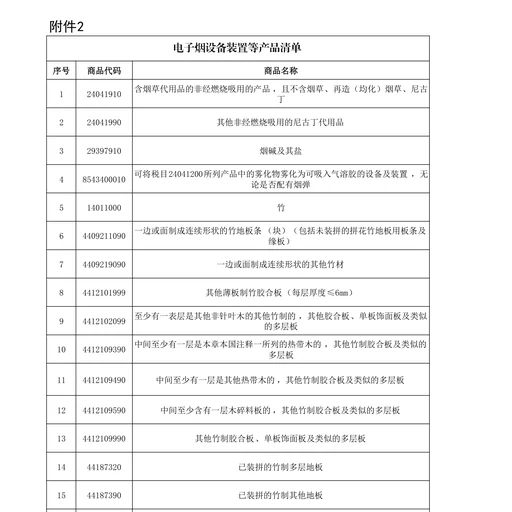 附件2
电子烟设备装置等产品清单
序号 商品代码 商品名称
1 24041910 含烟草代用品的非经燃烧吸用的产品，且不含烟草、再造（均化）烟草、尼古
丁
2 24041990 其他非经燃烧吸用的尼古丁代用品
3 29397910 烟碱及其盐
4 8543400010 可将税目24041200所列产品中的雾化物雾化为可吸入气溶胶的设备及装置，无
论是否配有烟弹
5 14011000 竹
6 4409211090 一边或面制成连续形状的竹地板条（块）（包括未装拼的拼花竹地板用板条及
缘板）
7 4409219090 一边或面制成连续形状的其他竹材
8 4412101999 其他薄板制竹胶合板（每层厚度≤6mm）
9 4412102099 至少有一表层是其他非针叶木的其他竹制的，其他胶合板、单板饰面板及类似
的多层板
10 4412109390 中间至少有一层是本章本国注释一所列的热带木的，其他竹制胶合板及类似的
多层板
11 4412109490 中间至少有一层是其他热带木的，其他竹制胶合板及类似的多层板
12 4412109590 中间至少含有一层木碎料板的，其他竹制胶合板及类似的多层板
13 4412109990 其他竹制胶合板、单板饰面板及类似的多层板
14 44187320 已装拼的竹制多层地板
15 44187390 已装拼的竹制其他地板